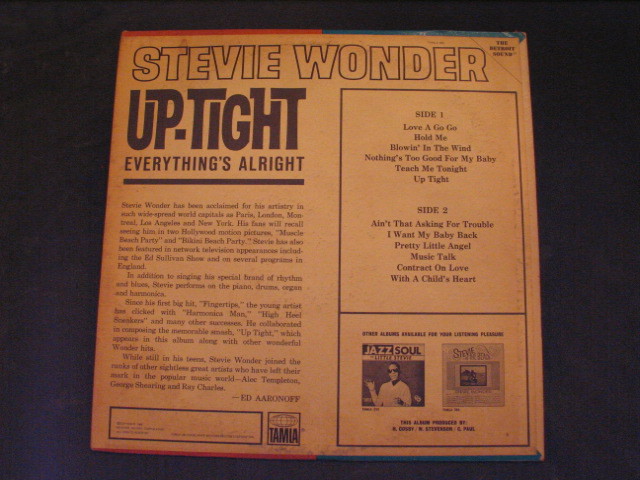 THE
DETROIT
SOUND
STEVIE WONDER
UP-TIGHT
EVERYTHING'S ALRIGHT
Stevie Wonder has been acclaimed for his artistry in
such wide-spread world capitals as Paris, London, Mon-
treal, Los Angeles and New York. His fans will recall
seeing him in two Hollywood motion pictures, "Muscle
Beach Party" and "Bikini Beach Party." Stevie has also
been featured in network television appearances includ-
ing the Ed Sullivan Show and on several programs in
England.
In addition to singing his special brand of rhythm
and blues, Stevie performs on the piano, drums, organ
and harmonica.
Since his first big hit, "Fingertips," the young artist
has clicked with "Harmonica Man," "High Heel
Sneakers" and many other successes. He collaborated
in composing the memorable smash, "Up Tight," which
appears in this album along with other wonderful
Wonder hits.
While still in his teens, Stevie Wonder joined the
ranks of other sightless great artists who have left their
mark in the popular music world—Alec Templeton,
George Shearing and Ray Charles.
—ED AARONOFF
TAMLA
SIDE 1
Love A Go Go
Hold Me
Blowin' In The Wind
Nothing's Too Good For My Baby
Teach Me Tonight
Up Tight
SIDE 2
Ain't That Asking For Trouble
I Want My Baby Back
Pretty Little Angel
Music Talk
Contract On Love
With A Child's Heart
OTHER ALBUMS AVAILABLE FOR YOUR LISTENING PLEASURE
JAZZ SOUL
LITTLE STEVIE
THIS ALBUM PRODUCED BY:
H. COSBY / W. STEVENSON / C. PAUL